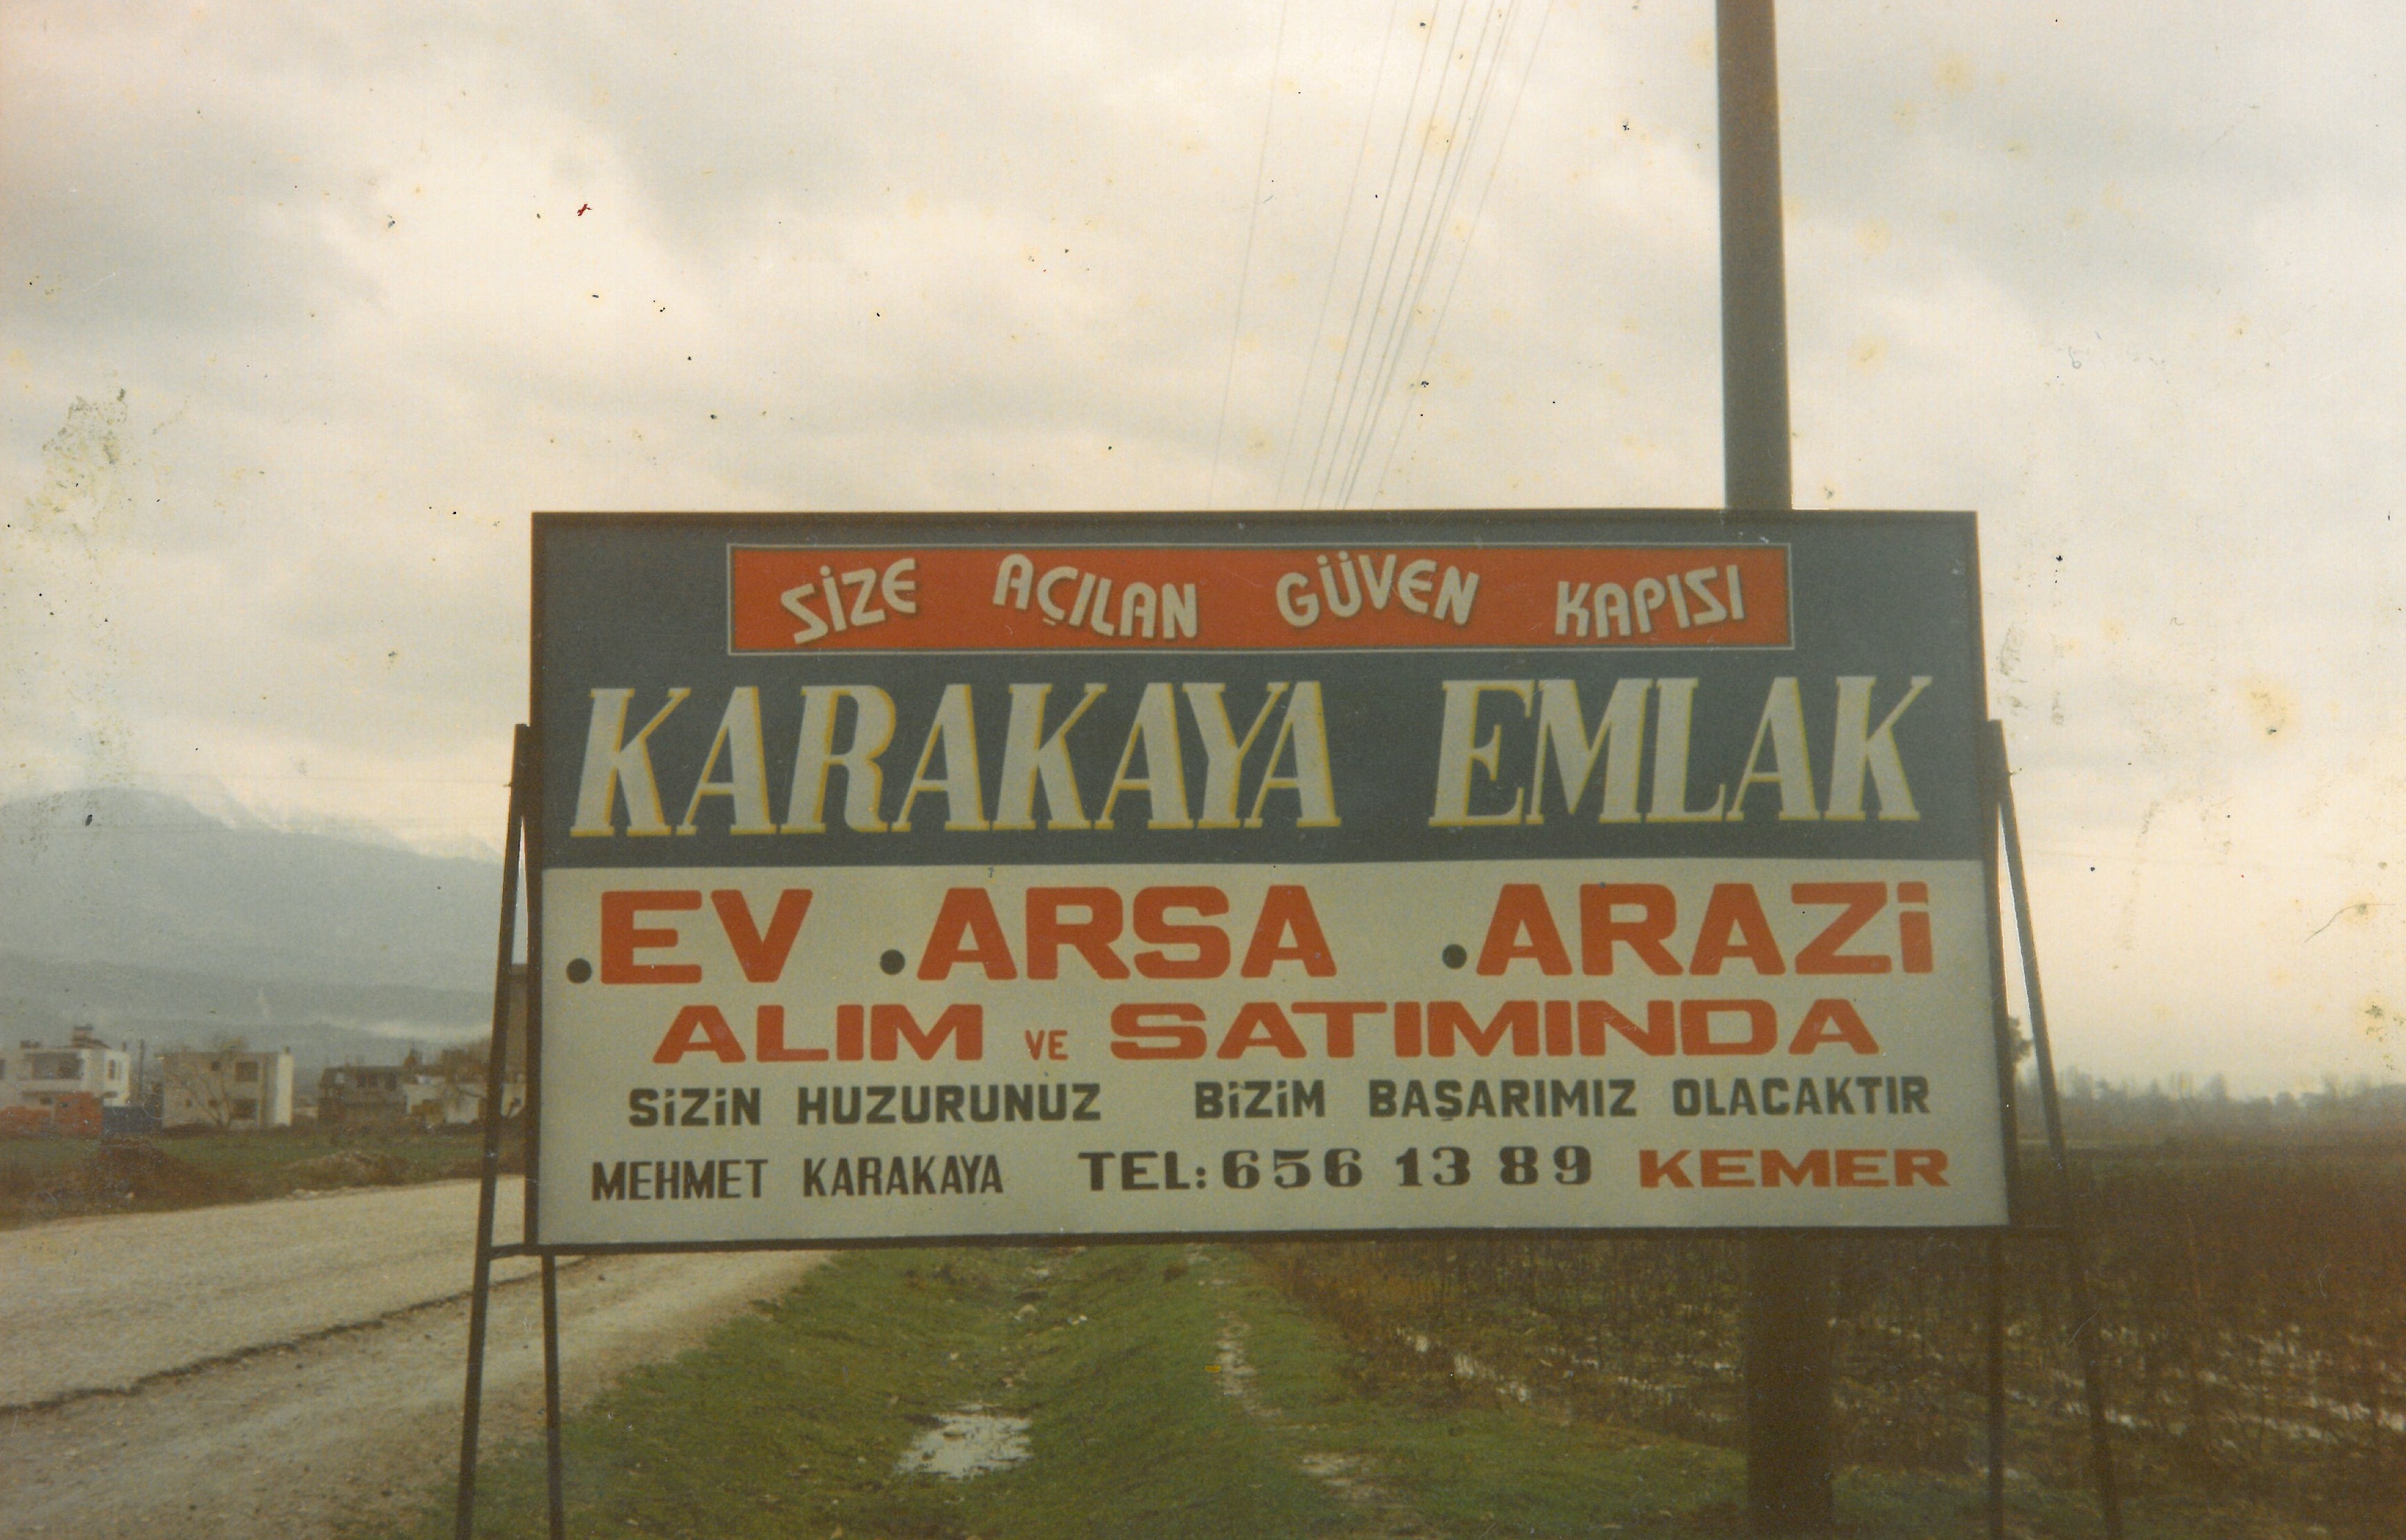 SİZE AÇILAN GÜVEN KAPISI
KARAKAYA EMLAK
.EV .ARSA .ARAZİ
ALIM VE SATIMINDA
SİZİN HUZURUNUZ BİZİM BAŞARIMIZ OLACAKTIR
MEHMET KARAKAYA TEL: 656 13 89 KEMER